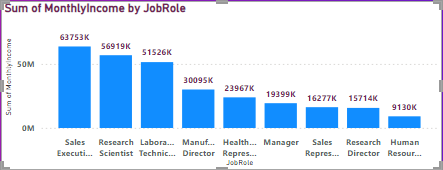 Sum of MonthlyIncome by JobRole
Sum of MonthlyIncome
50M
0M
63753K
56919K
51526K
30095K
23967K
19399K
16277K
15714K
9130K
Sales
Executi...
Research
Scientist
Labora...
Technic...
Manuf...
Director
Health...
Repres...
Manager
Sales
Repres...
Research
Director
Human
Resour...
JobRole